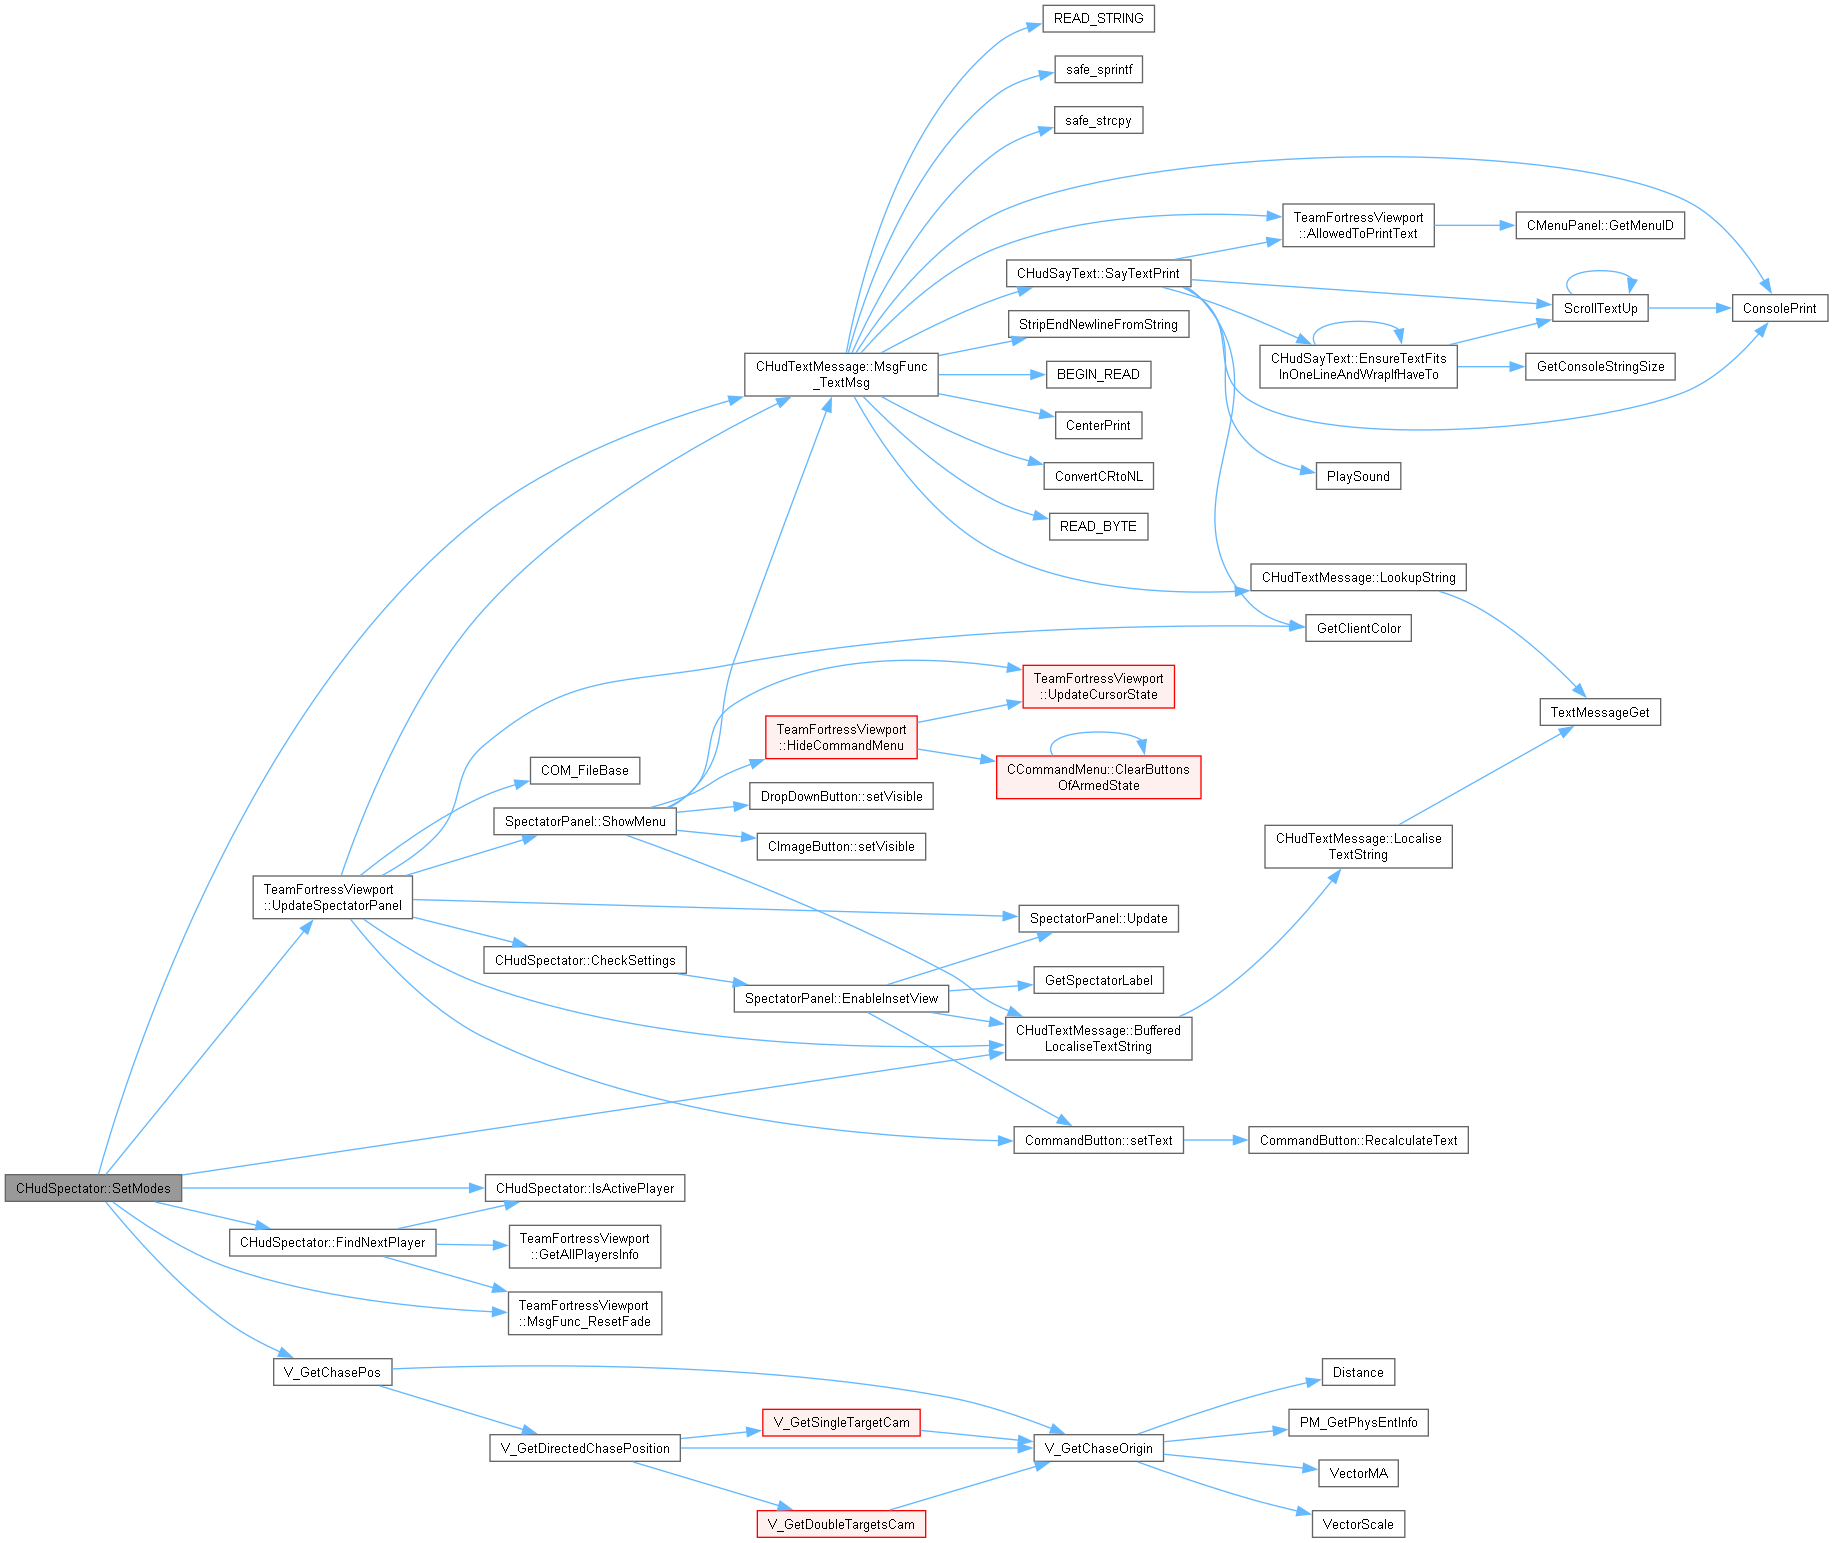 READ_STRING
safe_sprintf
safe_strcpy
TeamFortressViewport
::AllowedToPrintText
CMenuPanel::GetMenuID
CHudSayText::SayTextPrint
ScrollTextUp
ConsolePrint
StripEndNewlineFromString
CHudTextMessage::MsgFunc
_TextMsg
CHudSayText::EnsureTextFits
InOneLineAndWrapIfHaveTo
GetConsoleStringSize
BEGIN_READ
CenterPrint
ConvertCRtoNL
PlaySound
READ_BYTE
CHudTextMessage::LookupString
GetClientColor
TeamFortressViewport
::UpdateCursorState
TextMessageGet
TeamFortressViewport
::HideCommandMenu
COM_FileBase
CCommandMenu::ClearButtons
OfArmedState
DropDownButton::setVisible
SpectatorPanel::ShowMenu
CImageButton::setVisible
CHudTextMessage::Localise
TextString
TeamFortressViewport
::UpdateSpectatorPanel
SpectatorPanel::Update
CHudSpectator::CheckSettings
GetSpectatorLabel
SpectatorPanel::EnableInsetView
CHudTextMessage::Buffered
LocaliseTextString
CommandButton::setText
CommandButton::RecalculateText
CHudSpectator::SetModes
CHudSpectator::IsActivePlayer
CHudSpectator::FindNextPlayer
TeamFortressViewport
::GetAllPlayersInfo
TeamFortressViewport
::MsgFunc_ResetFade
V_GetChasePos
Distance
V_GetSingleTargetCam
PM_GetPhysEntInfo
V_GetDirectedChasePosition
V_GetChaseOrigin
VectorMA
V_GetDoubleTargetsCam
VectorScale